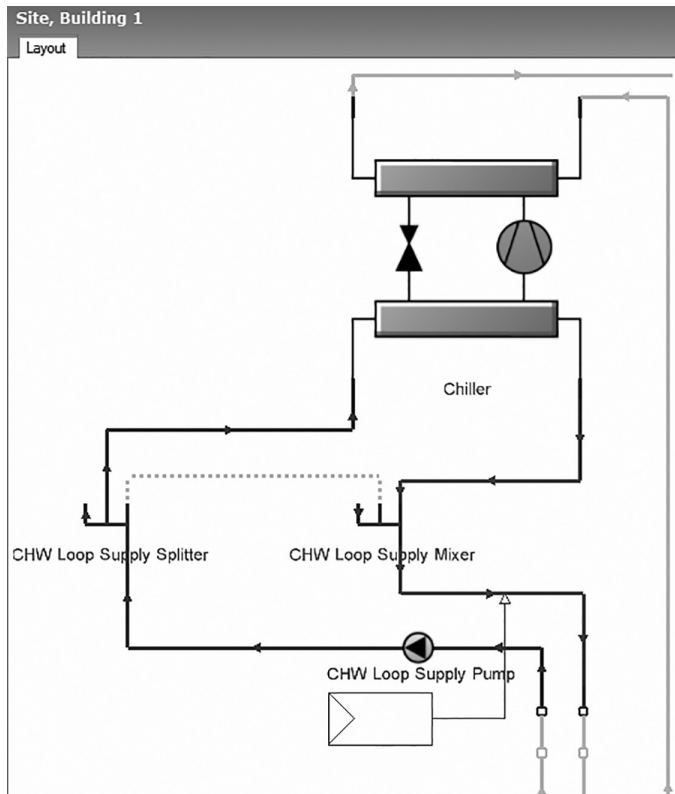 Site, Building 1
Layout
Chiller
CHW Loop Supply Splitter
CHW Loop Supply Mixer
CHW Loop Supply Pump